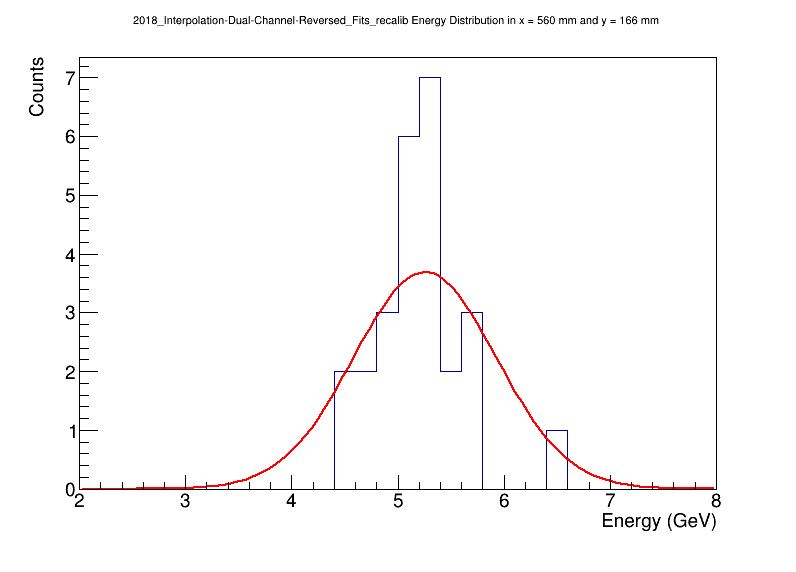 2018_Interpolation-Dual-Channel-Reversed_Fits_recalib Energy Distribution in x = 560 mm and y = 166 mm
Counts
7
6
5
4
3
2
1
0
2 3 4 5 6 7 8
Energy (GeV)